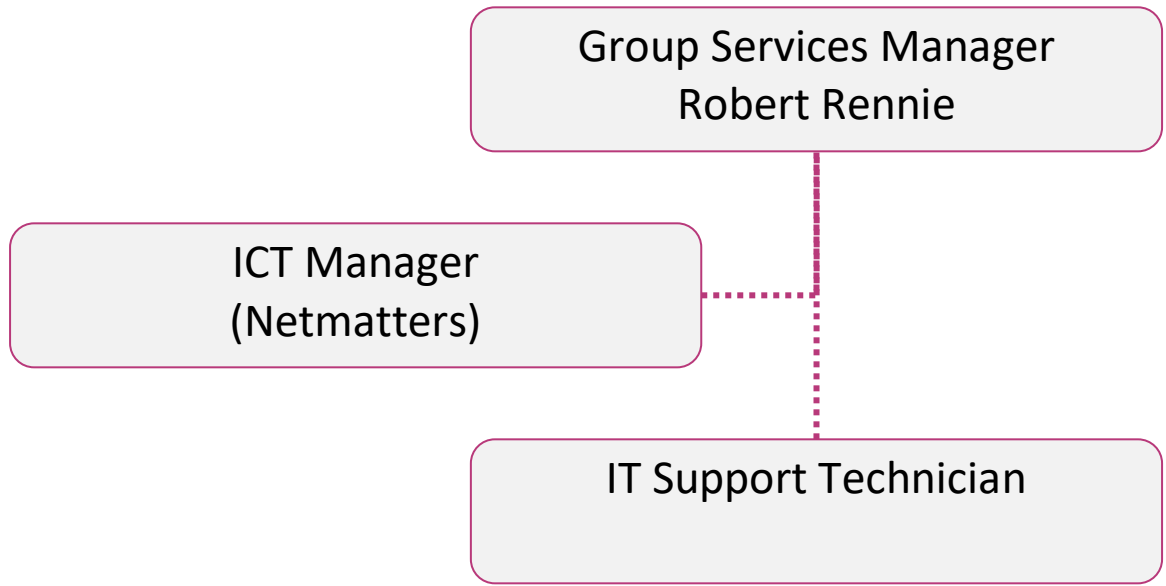 Group Services Manager
Robert Rennie
ICT Manager
(Netmatters)
IT Support Technician